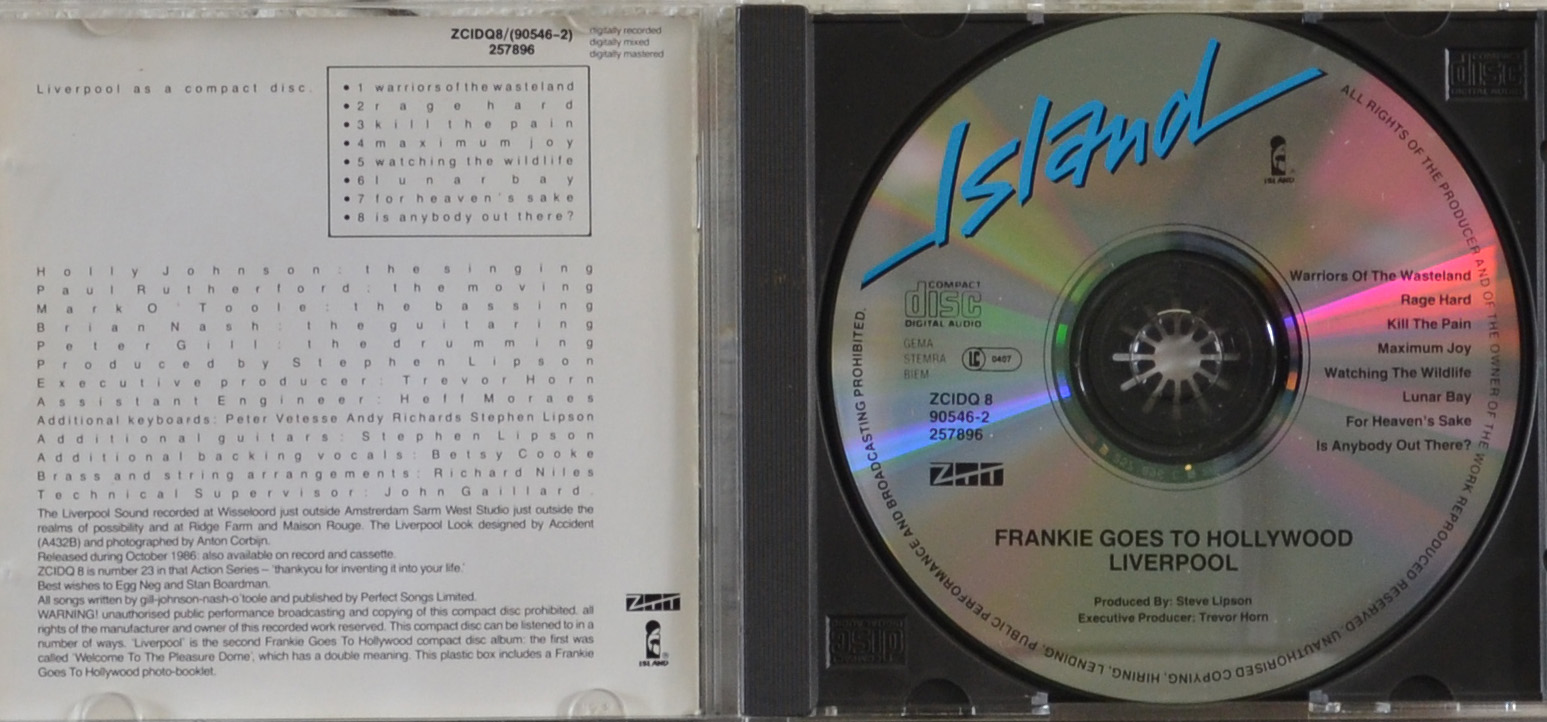 ZCIDQ8/(90546-2)
257896
digitally recorded
digitally mixed
digitally mastered
Liverpool as a compact disc.
• 1 warriors of the wasteland
• 2 rage hard
• 3 kill the pain
• 4 maximum joy
• 5 watching the wildlife
• 6 lunar bay
• 7 for heaven's sake
• 8 is anybody out there?
Holly Johnson: the singing
Paul Rutherford: the moving
Mark O'Toole: the bassing
Brian Nash: the guitaring
Peter Gill: the drumming
Produced by Stephen Lipson
Executive producer: Trevor Horn
Assistant Engineer: Heff Moraes
Additional keyboards: Peter Vetesse Andy Richards Stephen Lipson
Additional guitars: Stephen Lipson
Additional backing vocals: Betsy Cooke
Brass and string arrangements: Richard Niles
Technical Supervisor: John Gaillard.
The Liverpool Sound recorded at Wisseloord just outside Amstrerdam Sarm West Studio just outside the
realms of possibility and at Ridge Farm and Maison Rouge. The Liverpool Look designed by Accident
(A432B) and photographed by Anton Corbijn.
Released during October 1986: also available on record and cassette.
ZCIDQ 8 is number 23 in that Action Series – 'thankyou for inventing it into your life.'
Best wishes to Egg Neg and Stan Boardman.
All songs written by gill-johnson-nash-o'toole and published by Perfect Songs Limited.
WARNING! unauthorised public performance broadcasting and copying of this compact disc prohibited, all
rights of the manufacturer and owner of this recorded work reserved. This compact disc can be listened to in a
number of ways. 'Liverpool' is the second Frankie Goes To Hollywood compact disc album: the first was
called 'Welcome To The Pleasure Dome', which has a double meaning. This plastic box includes a Frankie
Goes To Hollywood photo-booklet.
ZTT
ISLAND
Island
ISLAND
COMPACT
disc
DIGITAL AUDIO
GEMA
STEMRA
BIEM
LC 0407
ZCIDQ 8
90546-2
257896
ZTT
Warriors Of The Wasteland
Rage Hard
Kill The Pain
Maximum Joy
Watching The Wildlife
Lunar Bay
For Heaven's Sake
Is Anybody Out There?
FRANKIE GOES TO HOLLYWOOD
LIVERPOOL
Produced By: Steve Lipson
Executive Producer: Trevor Horn
ALL RIGHTS OF THE PRODUCER AND OF THE OWNER OF THE WORK REPRODUCED RESERVED. UNAUTHORISED COPYING, HIRING, LENDING, PUBLIC PERFORMANCE AND BROADCASTING PROHIBITED.
COMPACT
disc
DIGITAL AUDIO
COMPACT
disc
DIGITAL AUDIO